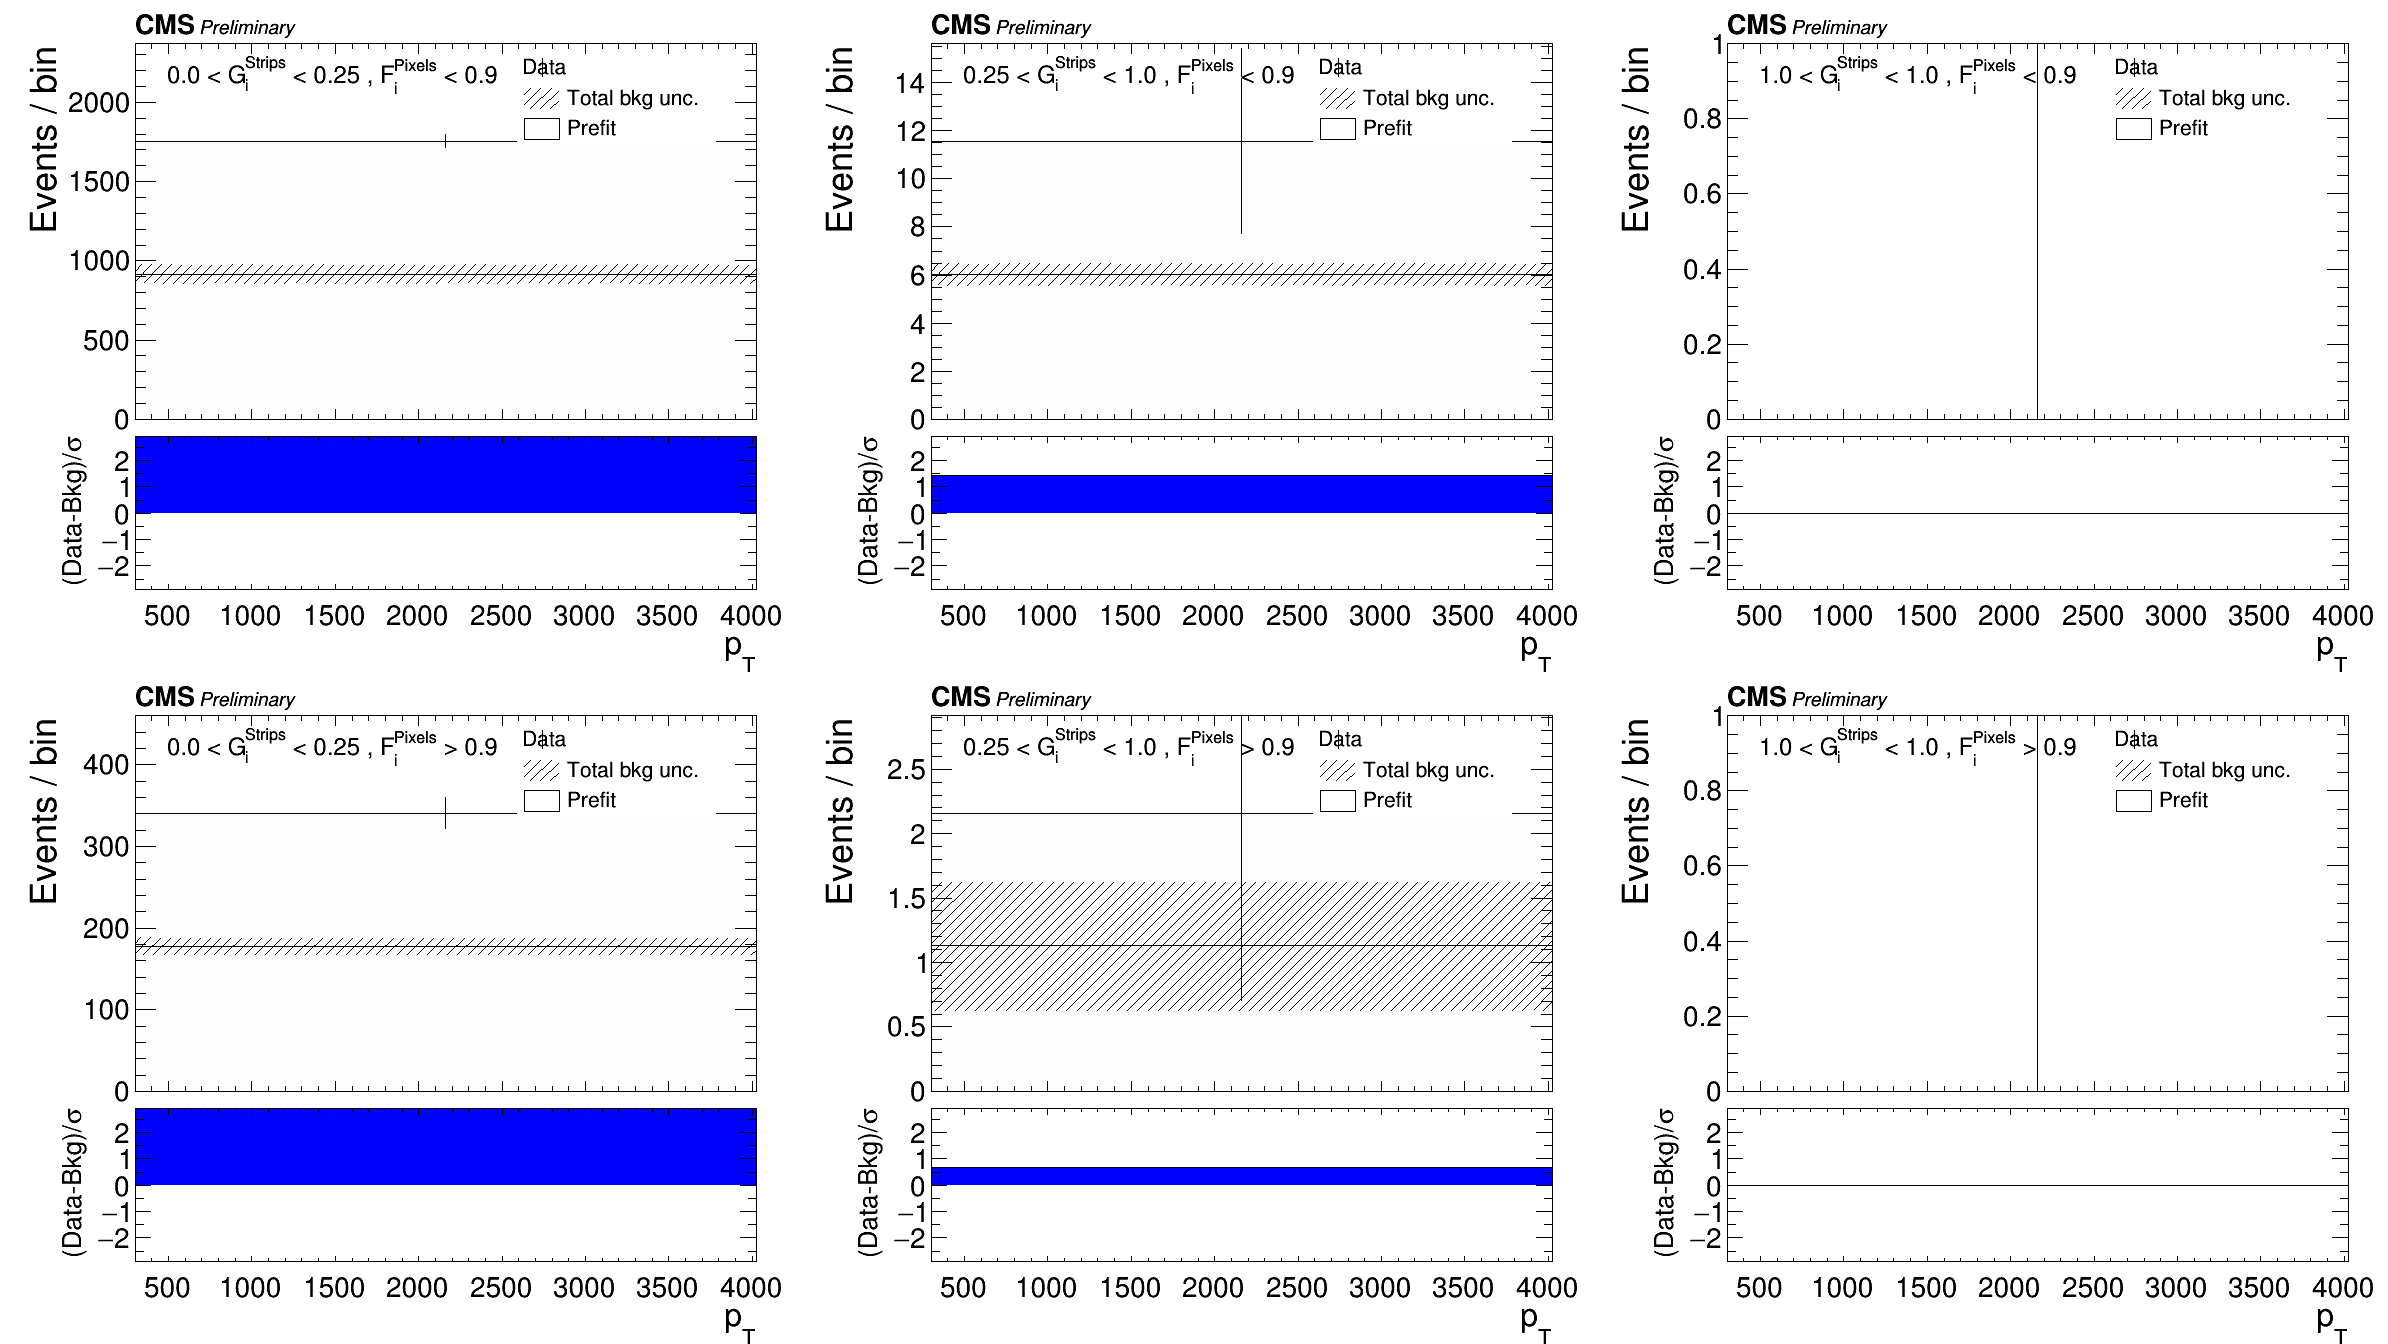 CMS Preliminary
Events / bin
0.0 < G_i^Strips < 0.25 , F_i^Pixels < 0.9
Data
Total bkg unc.
Prefit
2000
1500
1000
500
0
(Data-Bkg)/σ
2
1
0
−1
−2
500 1000 1500 2000 2500 3000 3500 4000
p_T
CMS Preliminary
Events / bin
0.25 < G_i^Strips < 1.0 , F_i^Pixels < 0.9
Data
Total bkg unc.
Prefit
14
12
10
8
6
4
2
0
(Data-Bkg)/σ
2
1
0
−1
−2
500 1000 1500 2000 2500 3000 3500 4000
p_T
CMS Preliminary
Events / bin
1.0 < G_i^Strips < 1.0 , F_i^Pixels < 0.9
Data
Total bkg unc.
Prefit
1
0.8
0.6
0.4
0.2
0
(Data-Bkg)/σ
2
1
0
−1
−2
500 1000 1500 2000 2500 3000 3500 4000
p_T
CMS Preliminary
Events / bin
0.0 < G_i^Strips < 0.25 , F_i^Pixels > 0.9
Data
Total bkg unc.
Prefit
400
300
200
100
0
(Data-Bkg)/σ
2
1
0
−1
−2
500 1000 1500 2000 2500 3000 3500 4000
p_T
CMS Preliminary
Events / bin
0.25 < G_i^Strips < 1.0 , F_i^Pixels > 0.9
Data
Total bkg unc.
Prefit
2.5
2
1.5
1
0.5
0
(Data-Bkg)/σ
2
1
0
−1
−2
500 1000 1500 2000 2500 3000 3500 4000
p_T
CMS Preliminary
Events / bin
1.0 < G_i^Strips < 1.0 , F_i^Pixels > 0.9
Data
Total bkg unc.
Prefit
1
0.8
0.6
0.4
0.2
0
(Data-Bkg)/σ
2
1
0
−1
−2
500 1000 1500 2000 2500 3000 3500 4000
p_T